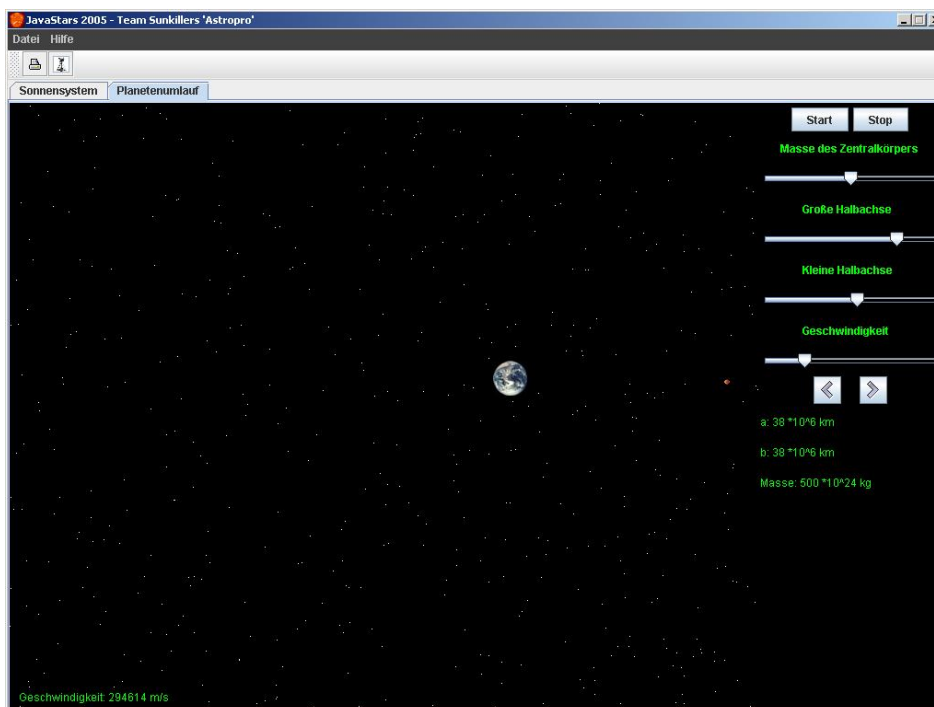 JavaStars 2005 - Team Sunkillers 'Astropro'
Datei Hilfe
Sonnensystem Planetenumlauf
Start Stop
Masse des Zentralkörpers
Große Halbachse
Kleine Halbachse
Geschwindigkeit
a: 38 *10^6 km
b: 38 *10^6 km
Masse: 500 *10^24 kg
Geschwindigkeit: 294614 m/s